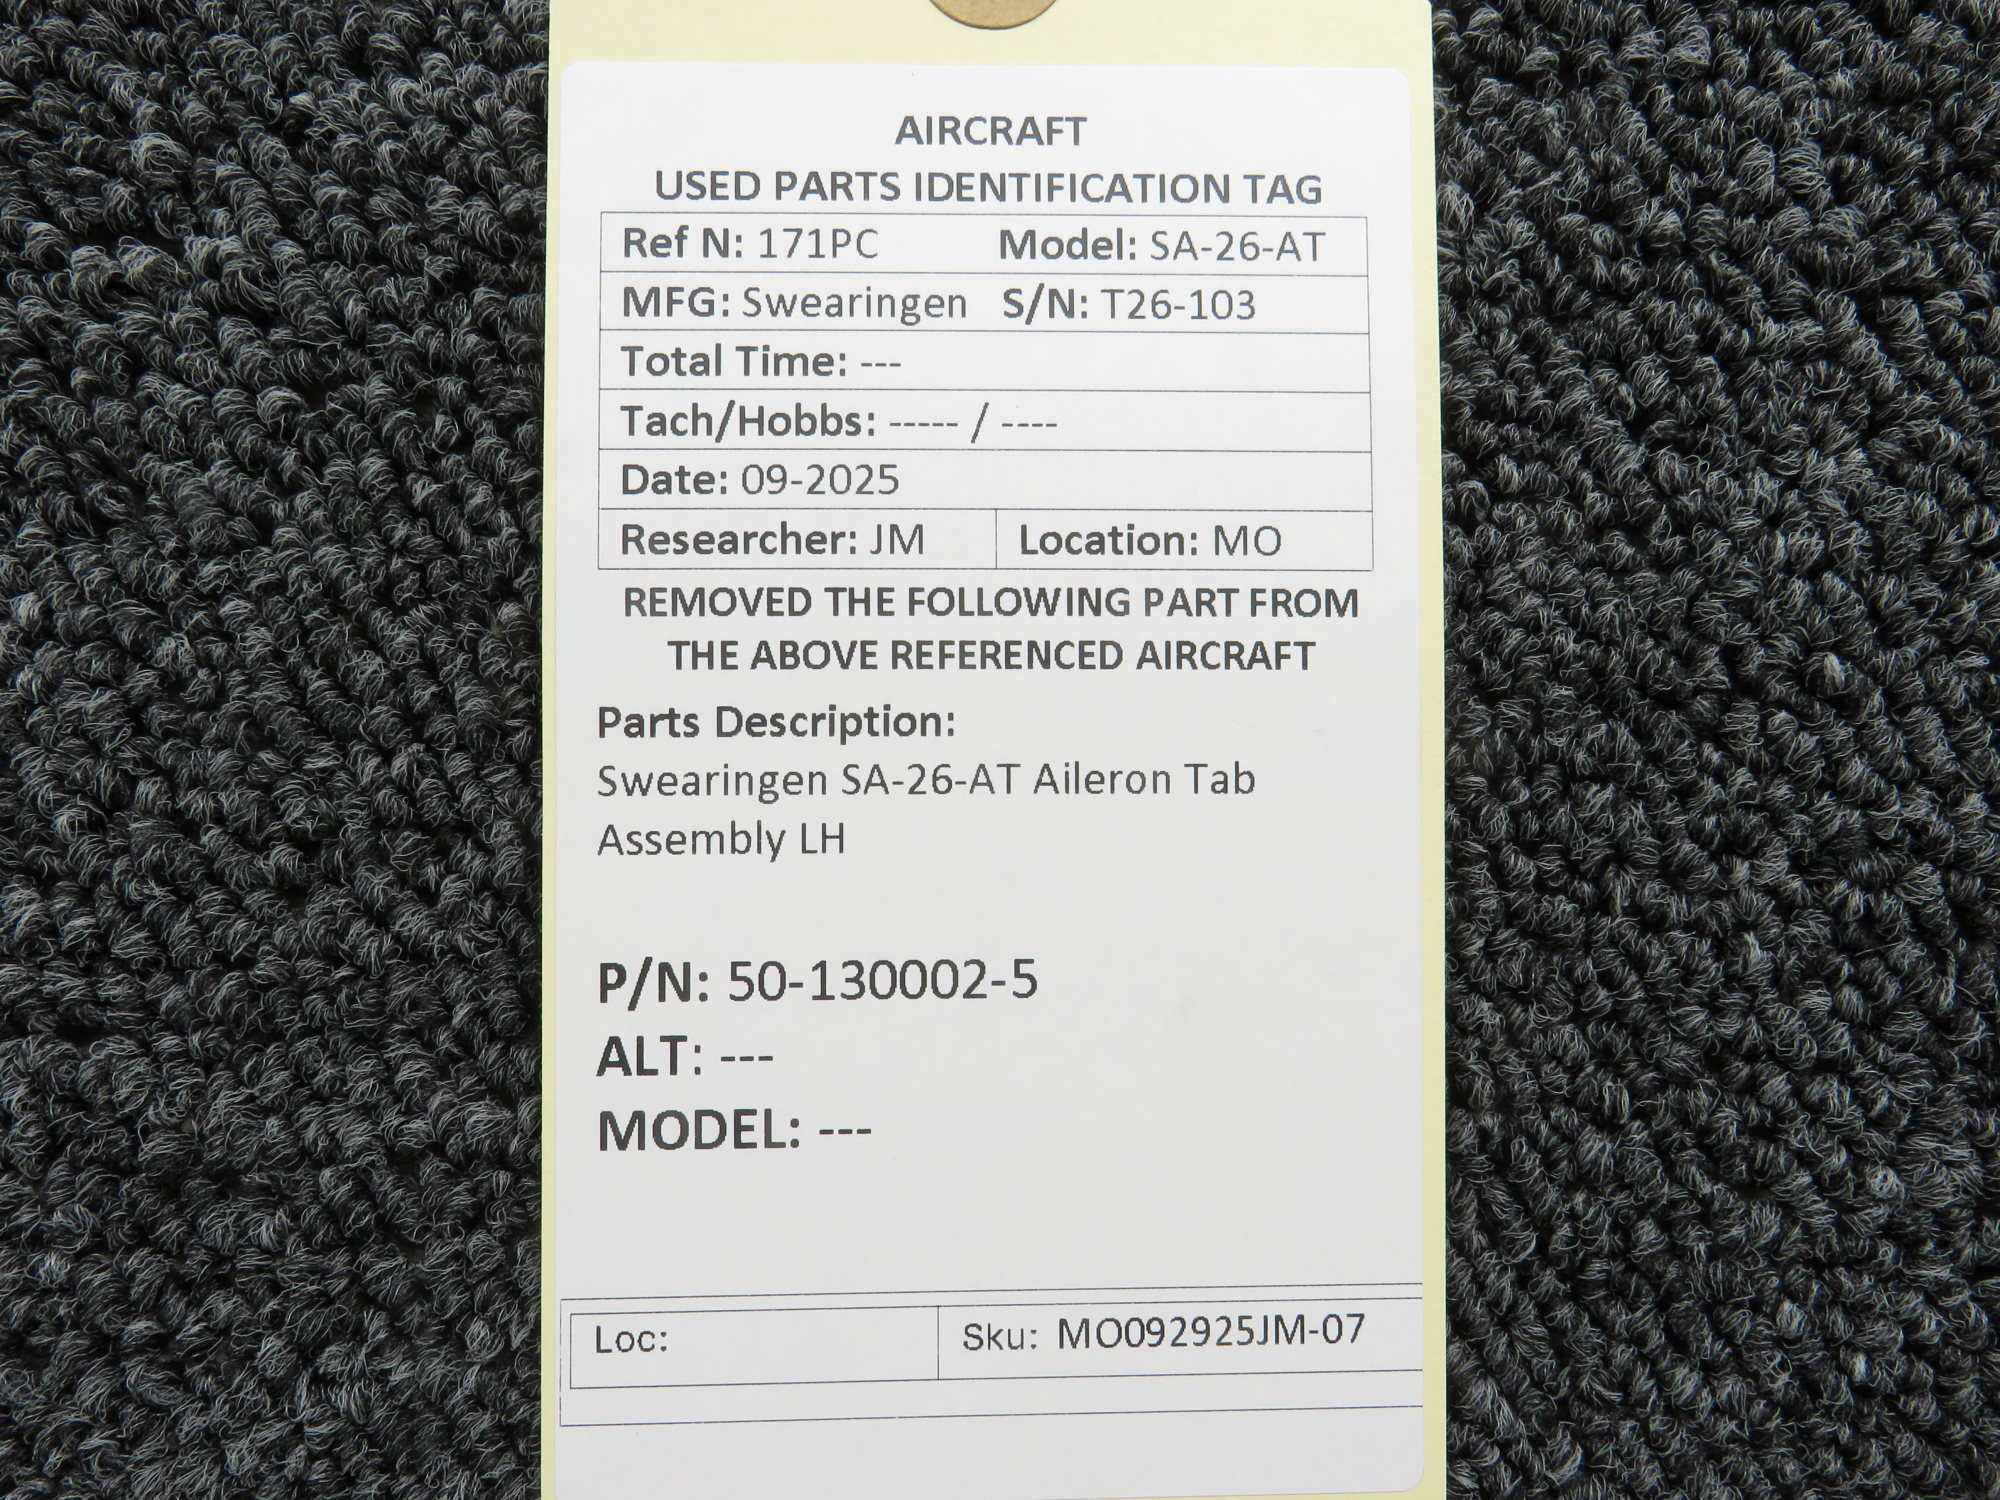 AIRCRAFT
USED PARTS IDENTIFICATION TAG
Ref N: 171PC Model: SA-26-AT
MFG: Swearingen S/N: T26-103
Total Time: ---
Tach/Hobbs: ----- / ----
Date: 09-2025
Researcher: JM Location: MO
REMOVED THE FOLLOWING PART FROM
THE ABOVE REFERENCED AIRCRAFT
Parts Description:
Swearingen SA-26-AT Aileron Tab
Assembly LH
P/N: 50-130002-5
ALT: ---
MODEL: ---
Loc: Sku: MO092925JM-07